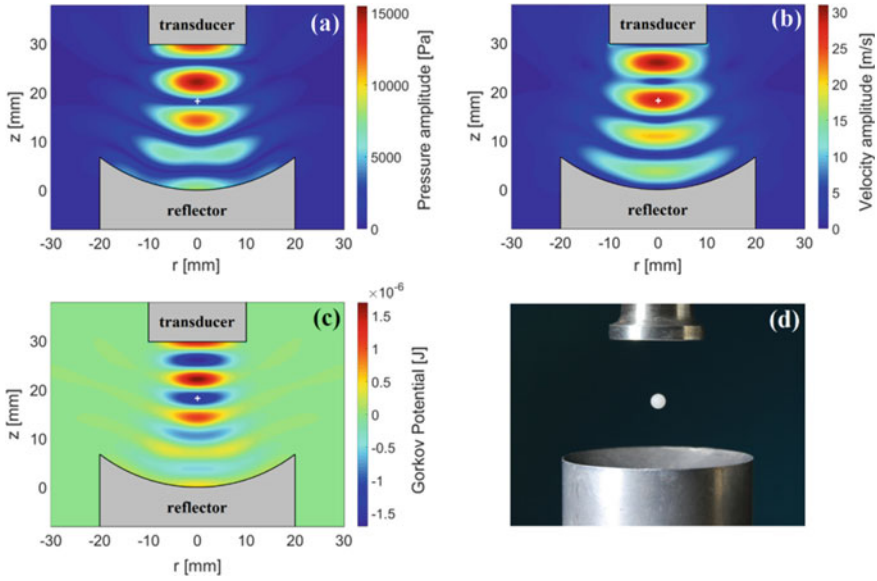 (a)
transducer
reflector
30
20
10
0
z [mm]
-30 -20 -10 0 10 20 30
r [mm]
15000
10000
5000
0
Pressure amplitude [Pa]
(b)
transducer
reflector
30
20
10
0
z [mm]
-30 -20 -10 0 10 20 30
r [mm]
30
25
20
15
10
5
0
Velocity amplitude [m/s]
(c)
transducer
reflector
30
20
10
0
z [mm]
-30 -20 -10 0 10 20 30
r [mm]
×10⁻⁶
1.5
1
0.5
0
-0.5
-1
-1.5
Gorkov Potential [J]
(d)